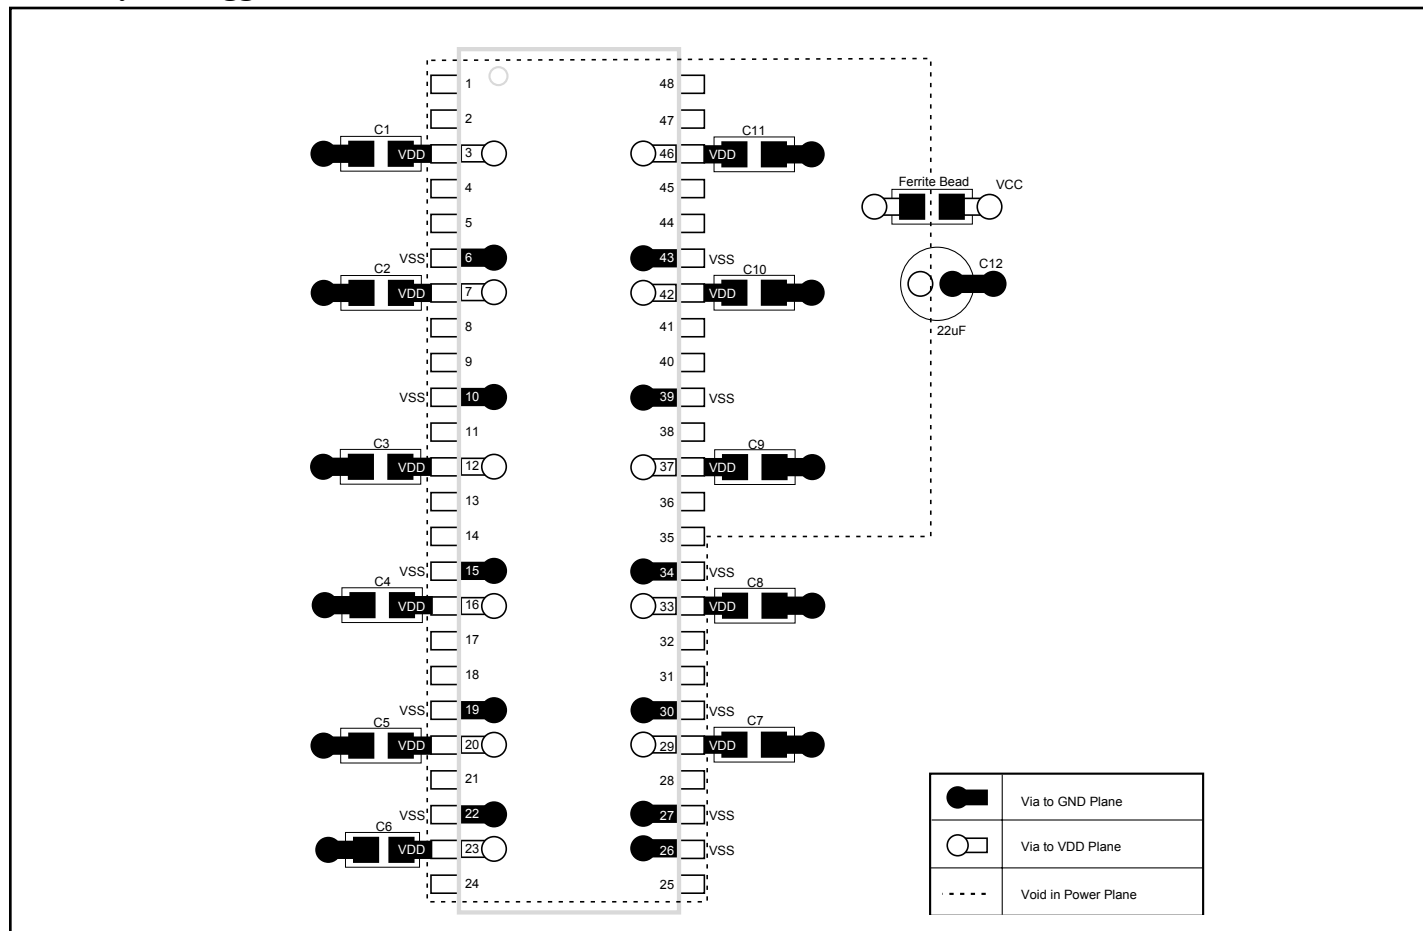 1 48
2 47
C1 C11
VDD 3 46 VDD
4 45
Ferrite Bead VCC
5 44
VSS 6 43 VSS
C2 C10 C12
VDD 7 42 VDD
8 41 22uF
9 40
VSS 10 39 VSS
11 38
C3 C9
VDD 12 37 VDD
13 36
14 35
VSS 15 34 VSS
C4 C8
VDD 16 33 VDD
17 32
18 31
VSS 19 30 VSS
C5 C7
VDD 20 29 VDD
21 28
VSS 22 27 VSS
C6
VDD 23 26 VSS
24 25
Via to GND Plane
Via to VDD Plane
Void in Power Plane